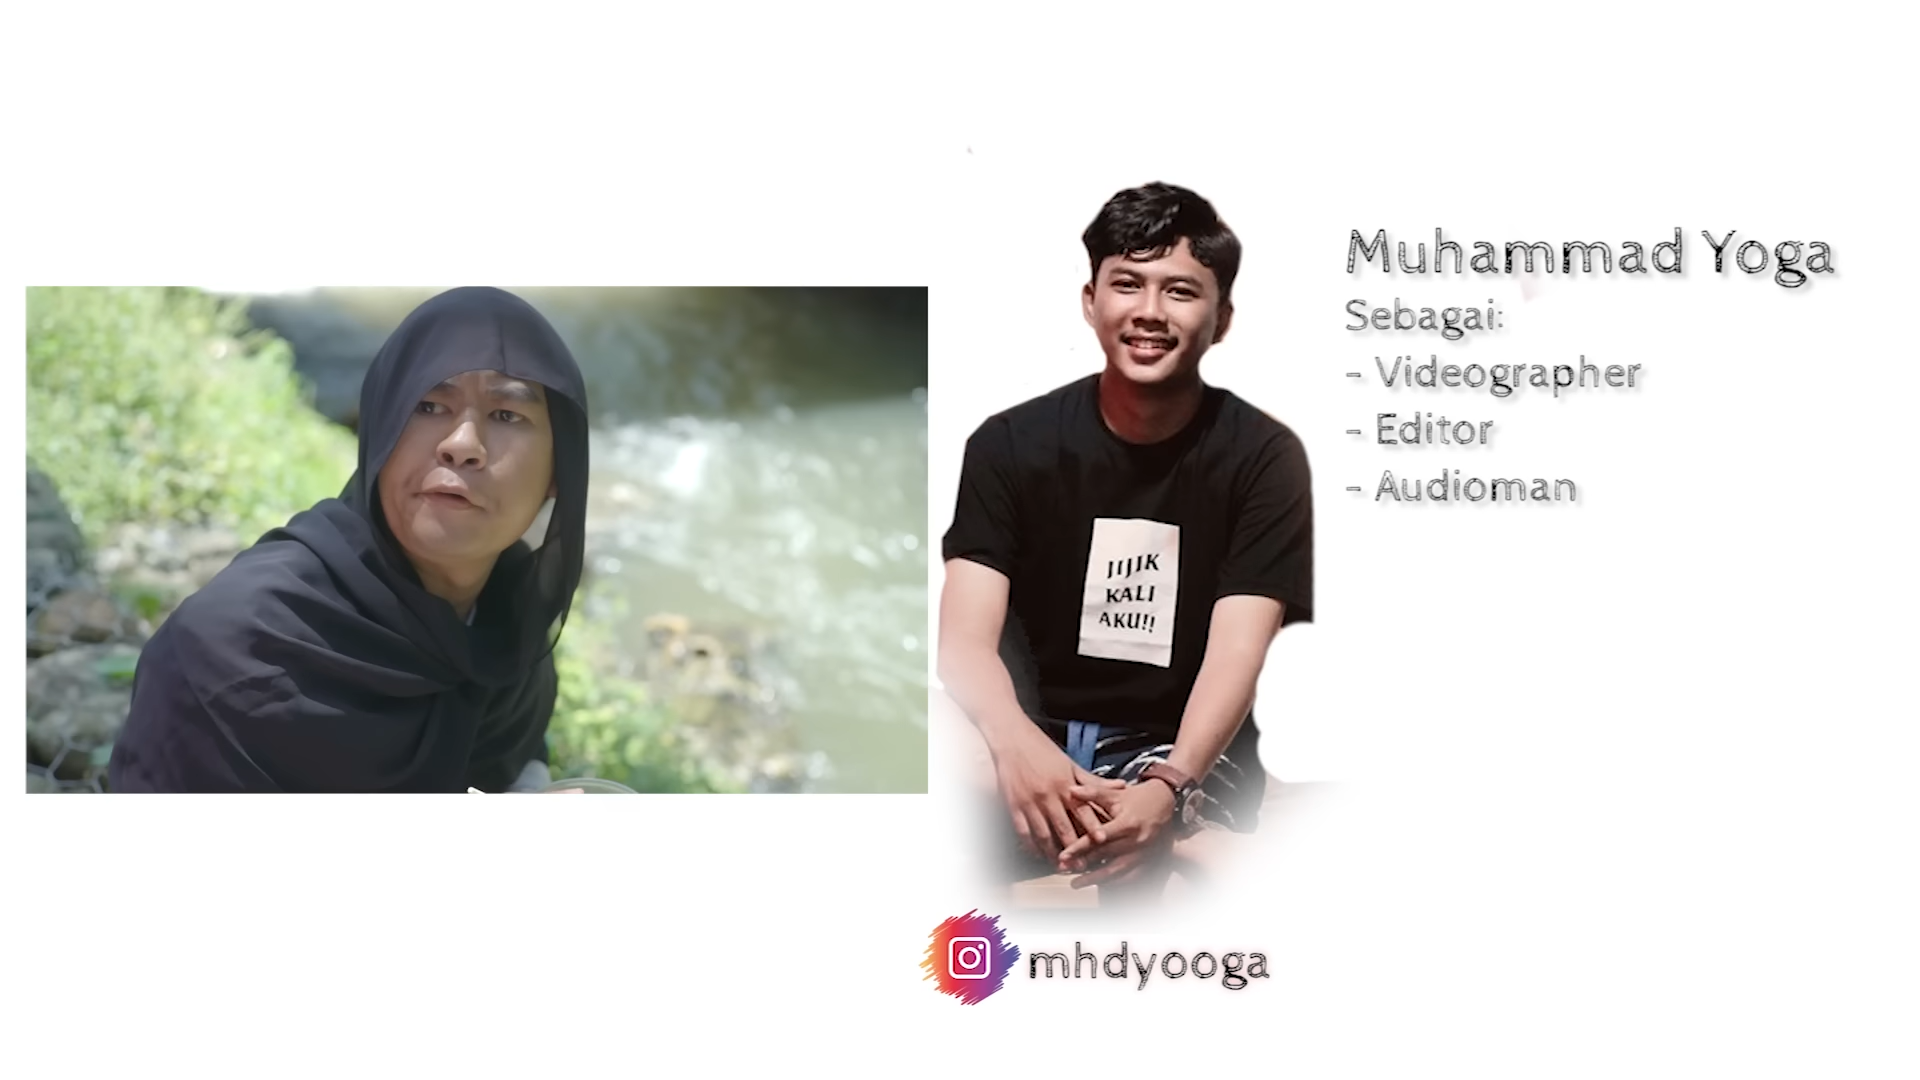 Muhammad Yoga
Sebagai:
- Videographer
- Editor
- Audioman
JIJIK
KALI
AKU!!
mhdyooga